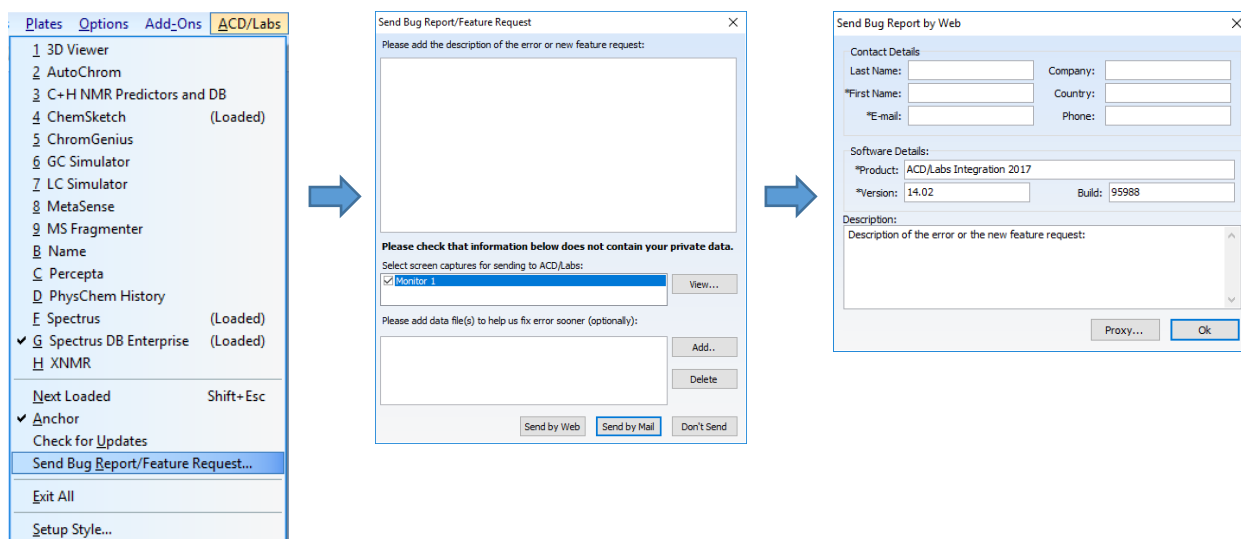 Plates Options Add-Ons ACD/Labs
1 3D Viewer
2 AutoChrom
3 C+H NMR Predictors and DB
4 ChemSketch (Loaded)
5 ChromGenius
6 GC Simulator
7 LC Simulator
8 MetaSense
9 MS Fragmenter
B Name
C Percepta
D PhysChem History
F Spectrus (Loaded)
G Spectrus DB Enterprise (Loaded)
H XNMR
Next Loaded Shift+Esc
Anchor
Check for Updates
Send Bug Report/Feature Request...
Exit All
Setup Style...
Send Bug Report/Feature Request
Please add the description of the error or new feature request:
Please check that information below does not contain your private data.
Select screen captures for sending to ACD/Labs:
Monitor 1
View...
Please add data file(s) to help us fix error sooner (optionally):
Add..
Delete
Send by Web Send by Mail Don't Send
Send Bug Report by Web
Contact Details
Last Name: Company:
*First Name: Country:
*E-mail: Phone:
Software Details:
*Product: ACD/Labs Integration 2017
*Version: 14.02 Build: 95988
Description:
Description of the error or the new feature request:
Proxy... Ok